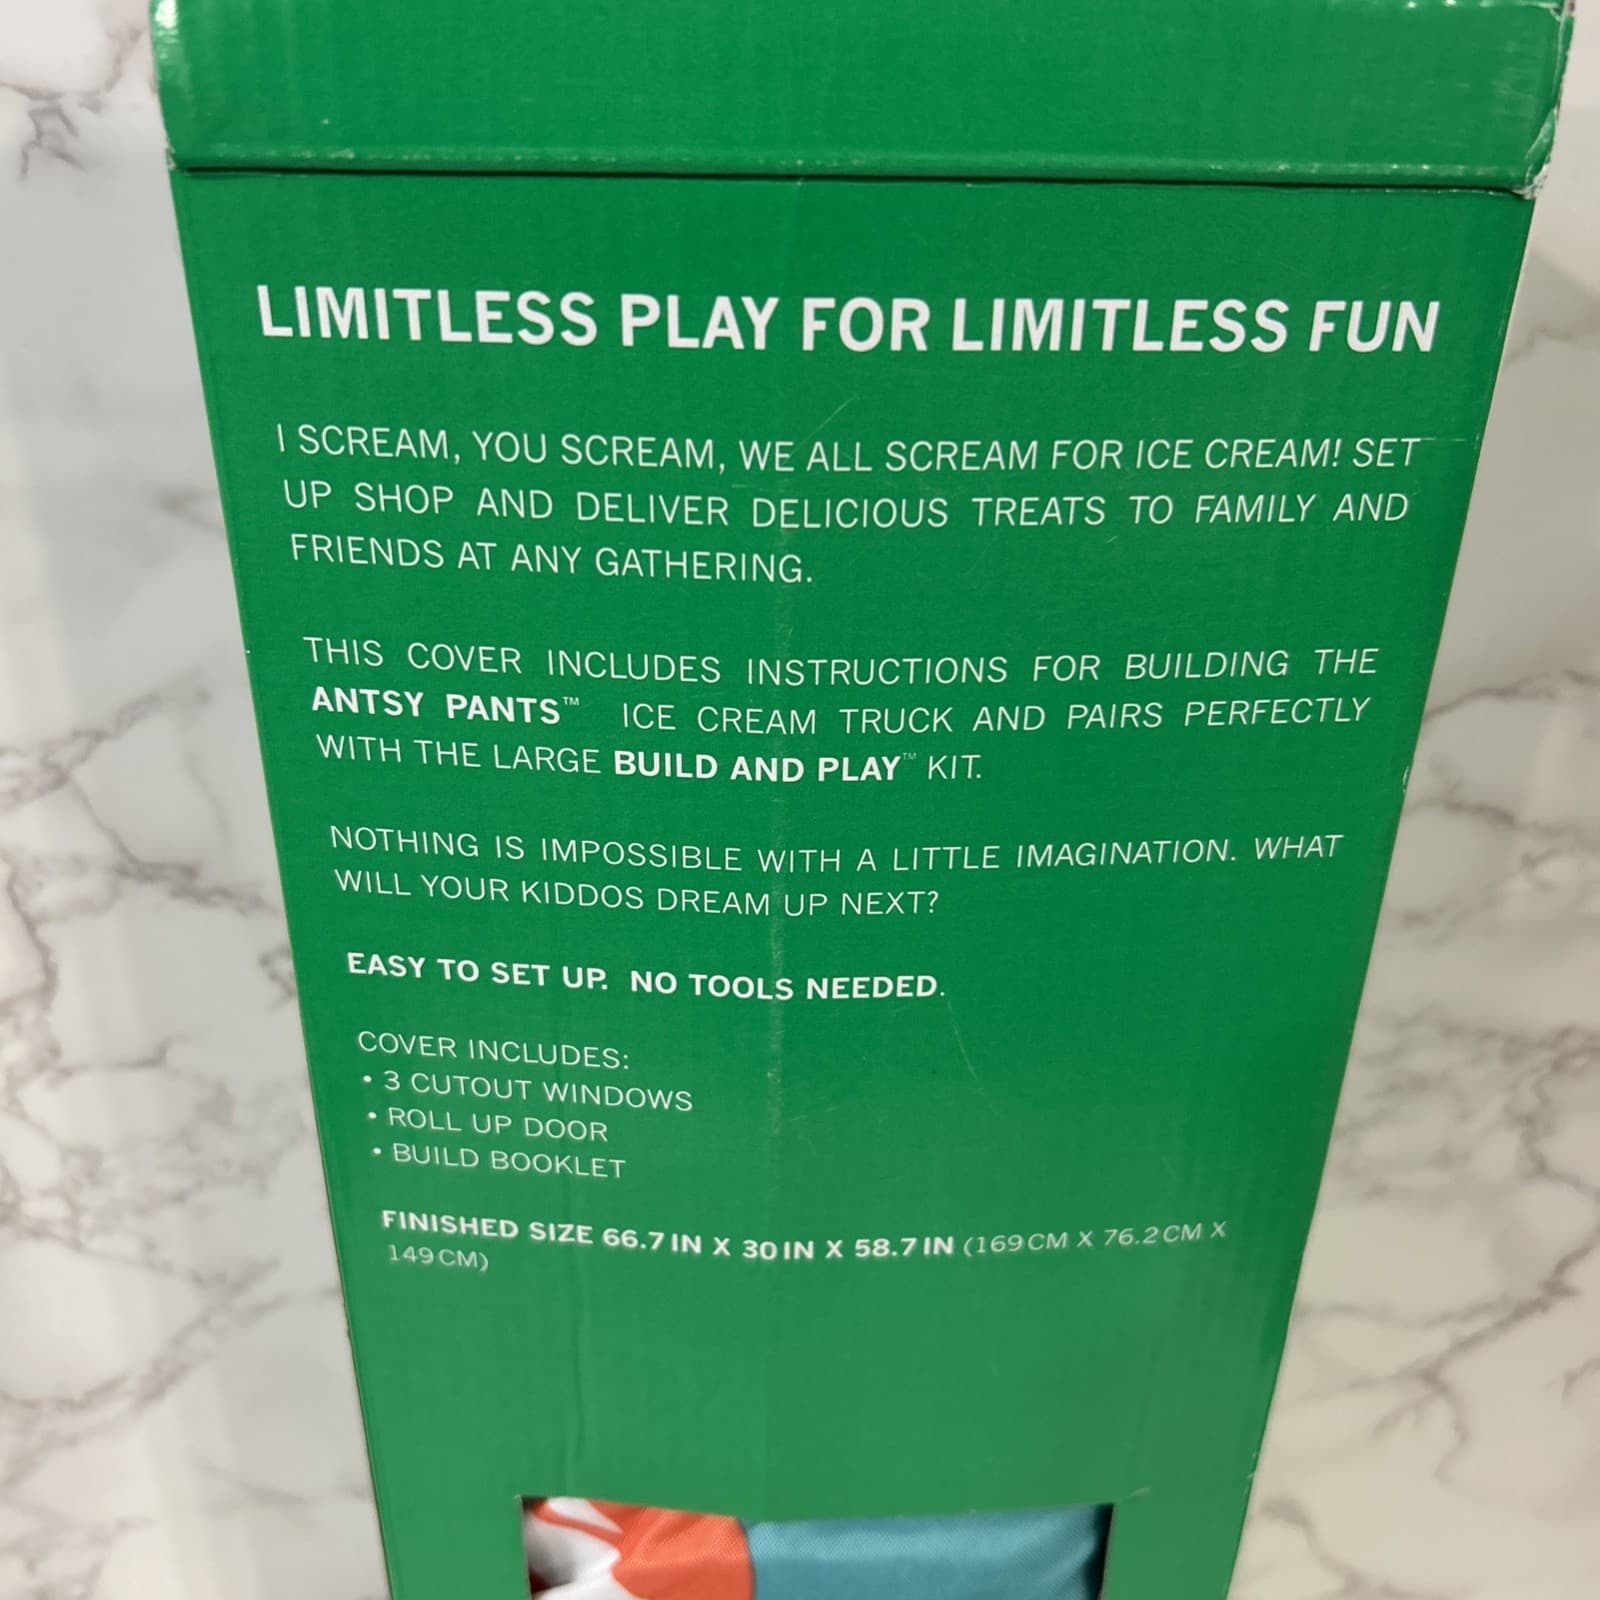 LIMITLESS PLAY FOR LIMITLESS FUN
I SCREAM, YOU SCREAM, WE ALL SCREAM FOR ICE CREAM! SET
UP SHOP AND DELIVER DELICIOUS TREATS TO FAMILY AND
FRIENDS AT ANY GATHERING.
THIS COVER INCLUDES INSTRUCTIONS FOR BUILDING THE
ANTSY PANTS™ ICE CREAM TRUCK AND PAIRS PERFECTLY
WITH THE LARGE BUILD AND PLAY™ KIT.
NOTHING IS IMPOSSIBLE WITH A LITTLE IMAGINATION. WHAT
WILL YOUR KIDDOS DREAM UP NEXT?
EASY TO SET UP. NO TOOLS NEEDED.
COVER INCLUDES:
• 3 CUTOUT WINDOWS
• ROLL UP DOOR
• BUILD BOOKLET
FINISHED SIZE 66.7 IN X 30 IN X 58.7 IN (169 CM X 76.2 CM X
149 CM)